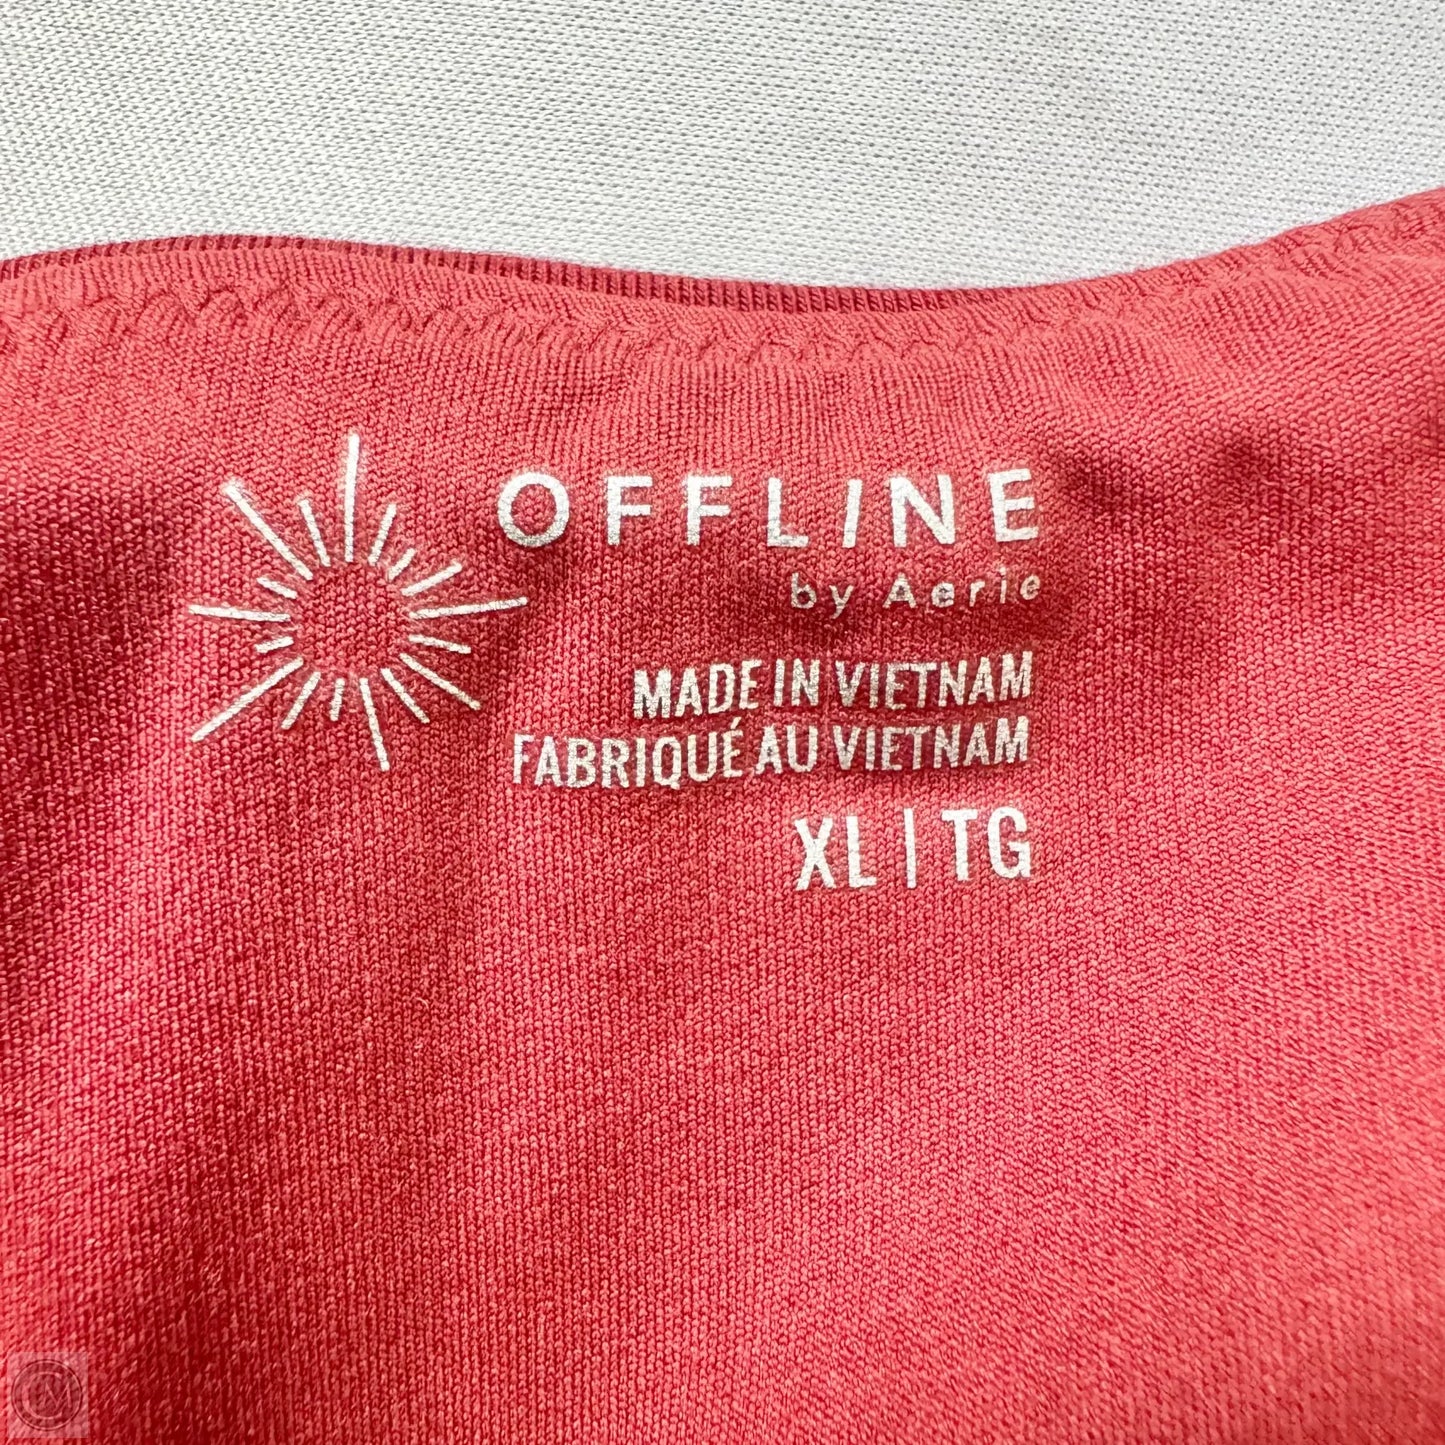 OFFLINE
by Aerie
MADE IN VIETNAM
FABRIQUÉ AU VIETNAM
XL | TG